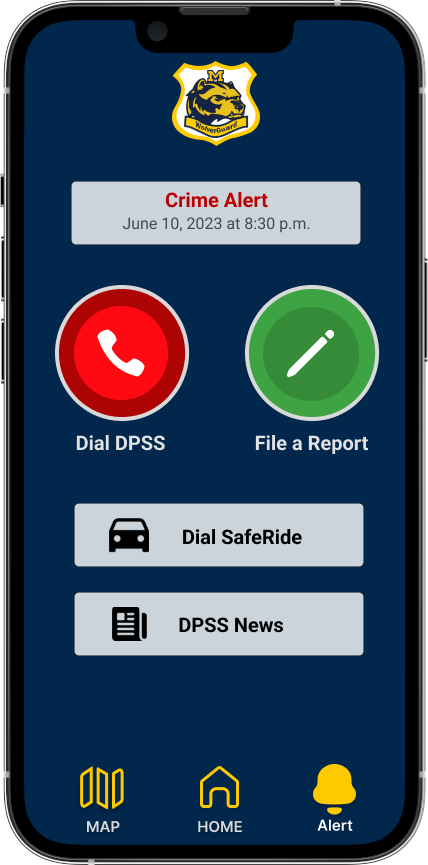 M
WolverGuard
Crime Alert
June 10, 2023 at 8:30 p.m.
Dial DPSS
File a Report
Dial SafeRide
DPSS News
MAP
HOME
Alert